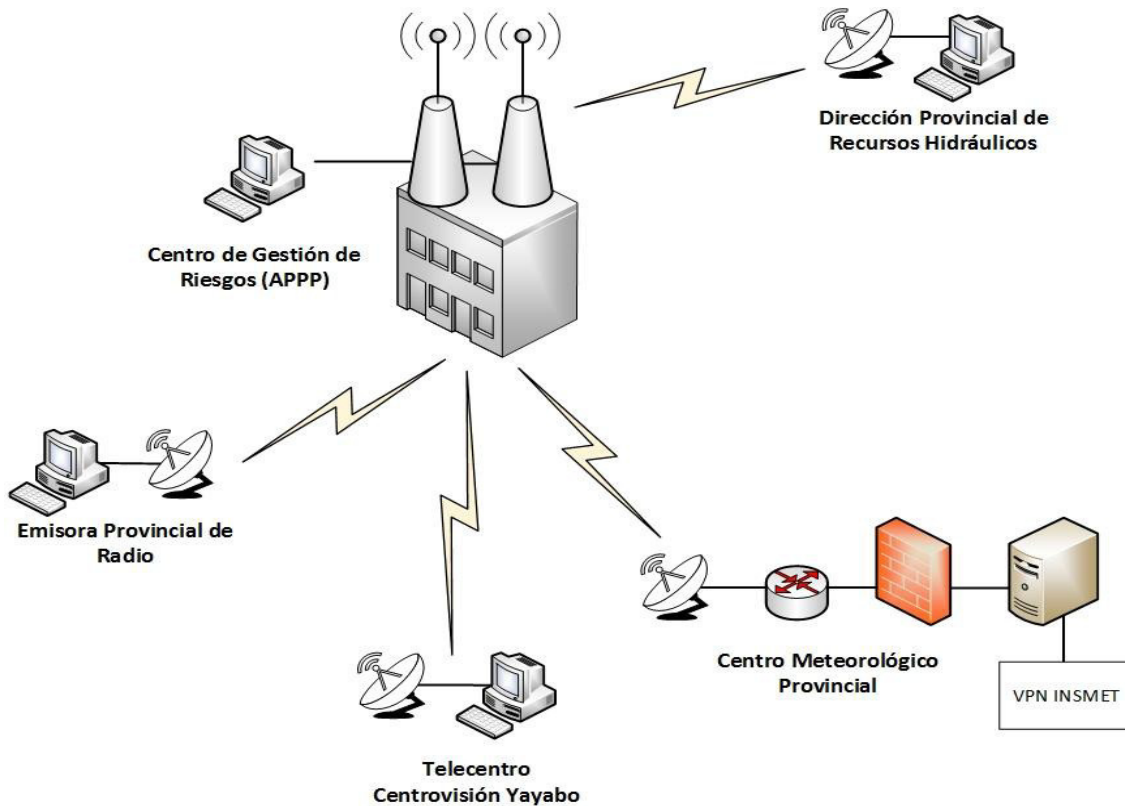 Dirección Provincial de
Recursos Hidráulicos
Centro de Gestión de
Riesgos (APPP)
Emisora Provincial de
Radio
Centro Meteorológico
Provincial
VPN INSMET
Telecentro
Centrovisión Yayabo